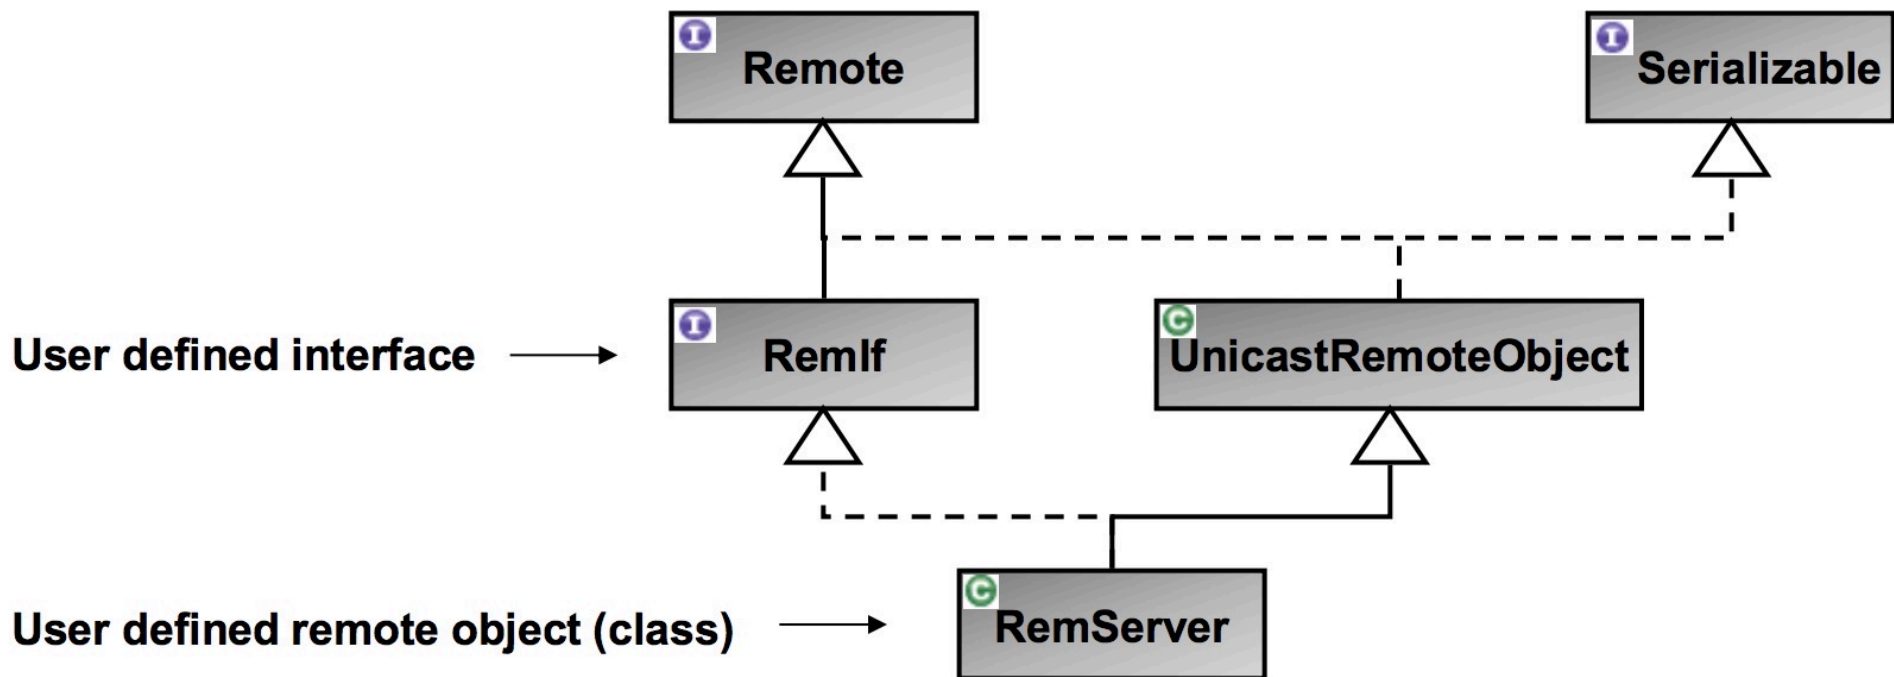 I
Remote
I
Serializable
User defined interface
I
RemIf
C
UnicastRemoteObject
User defined remote object (class)
C
RemServer